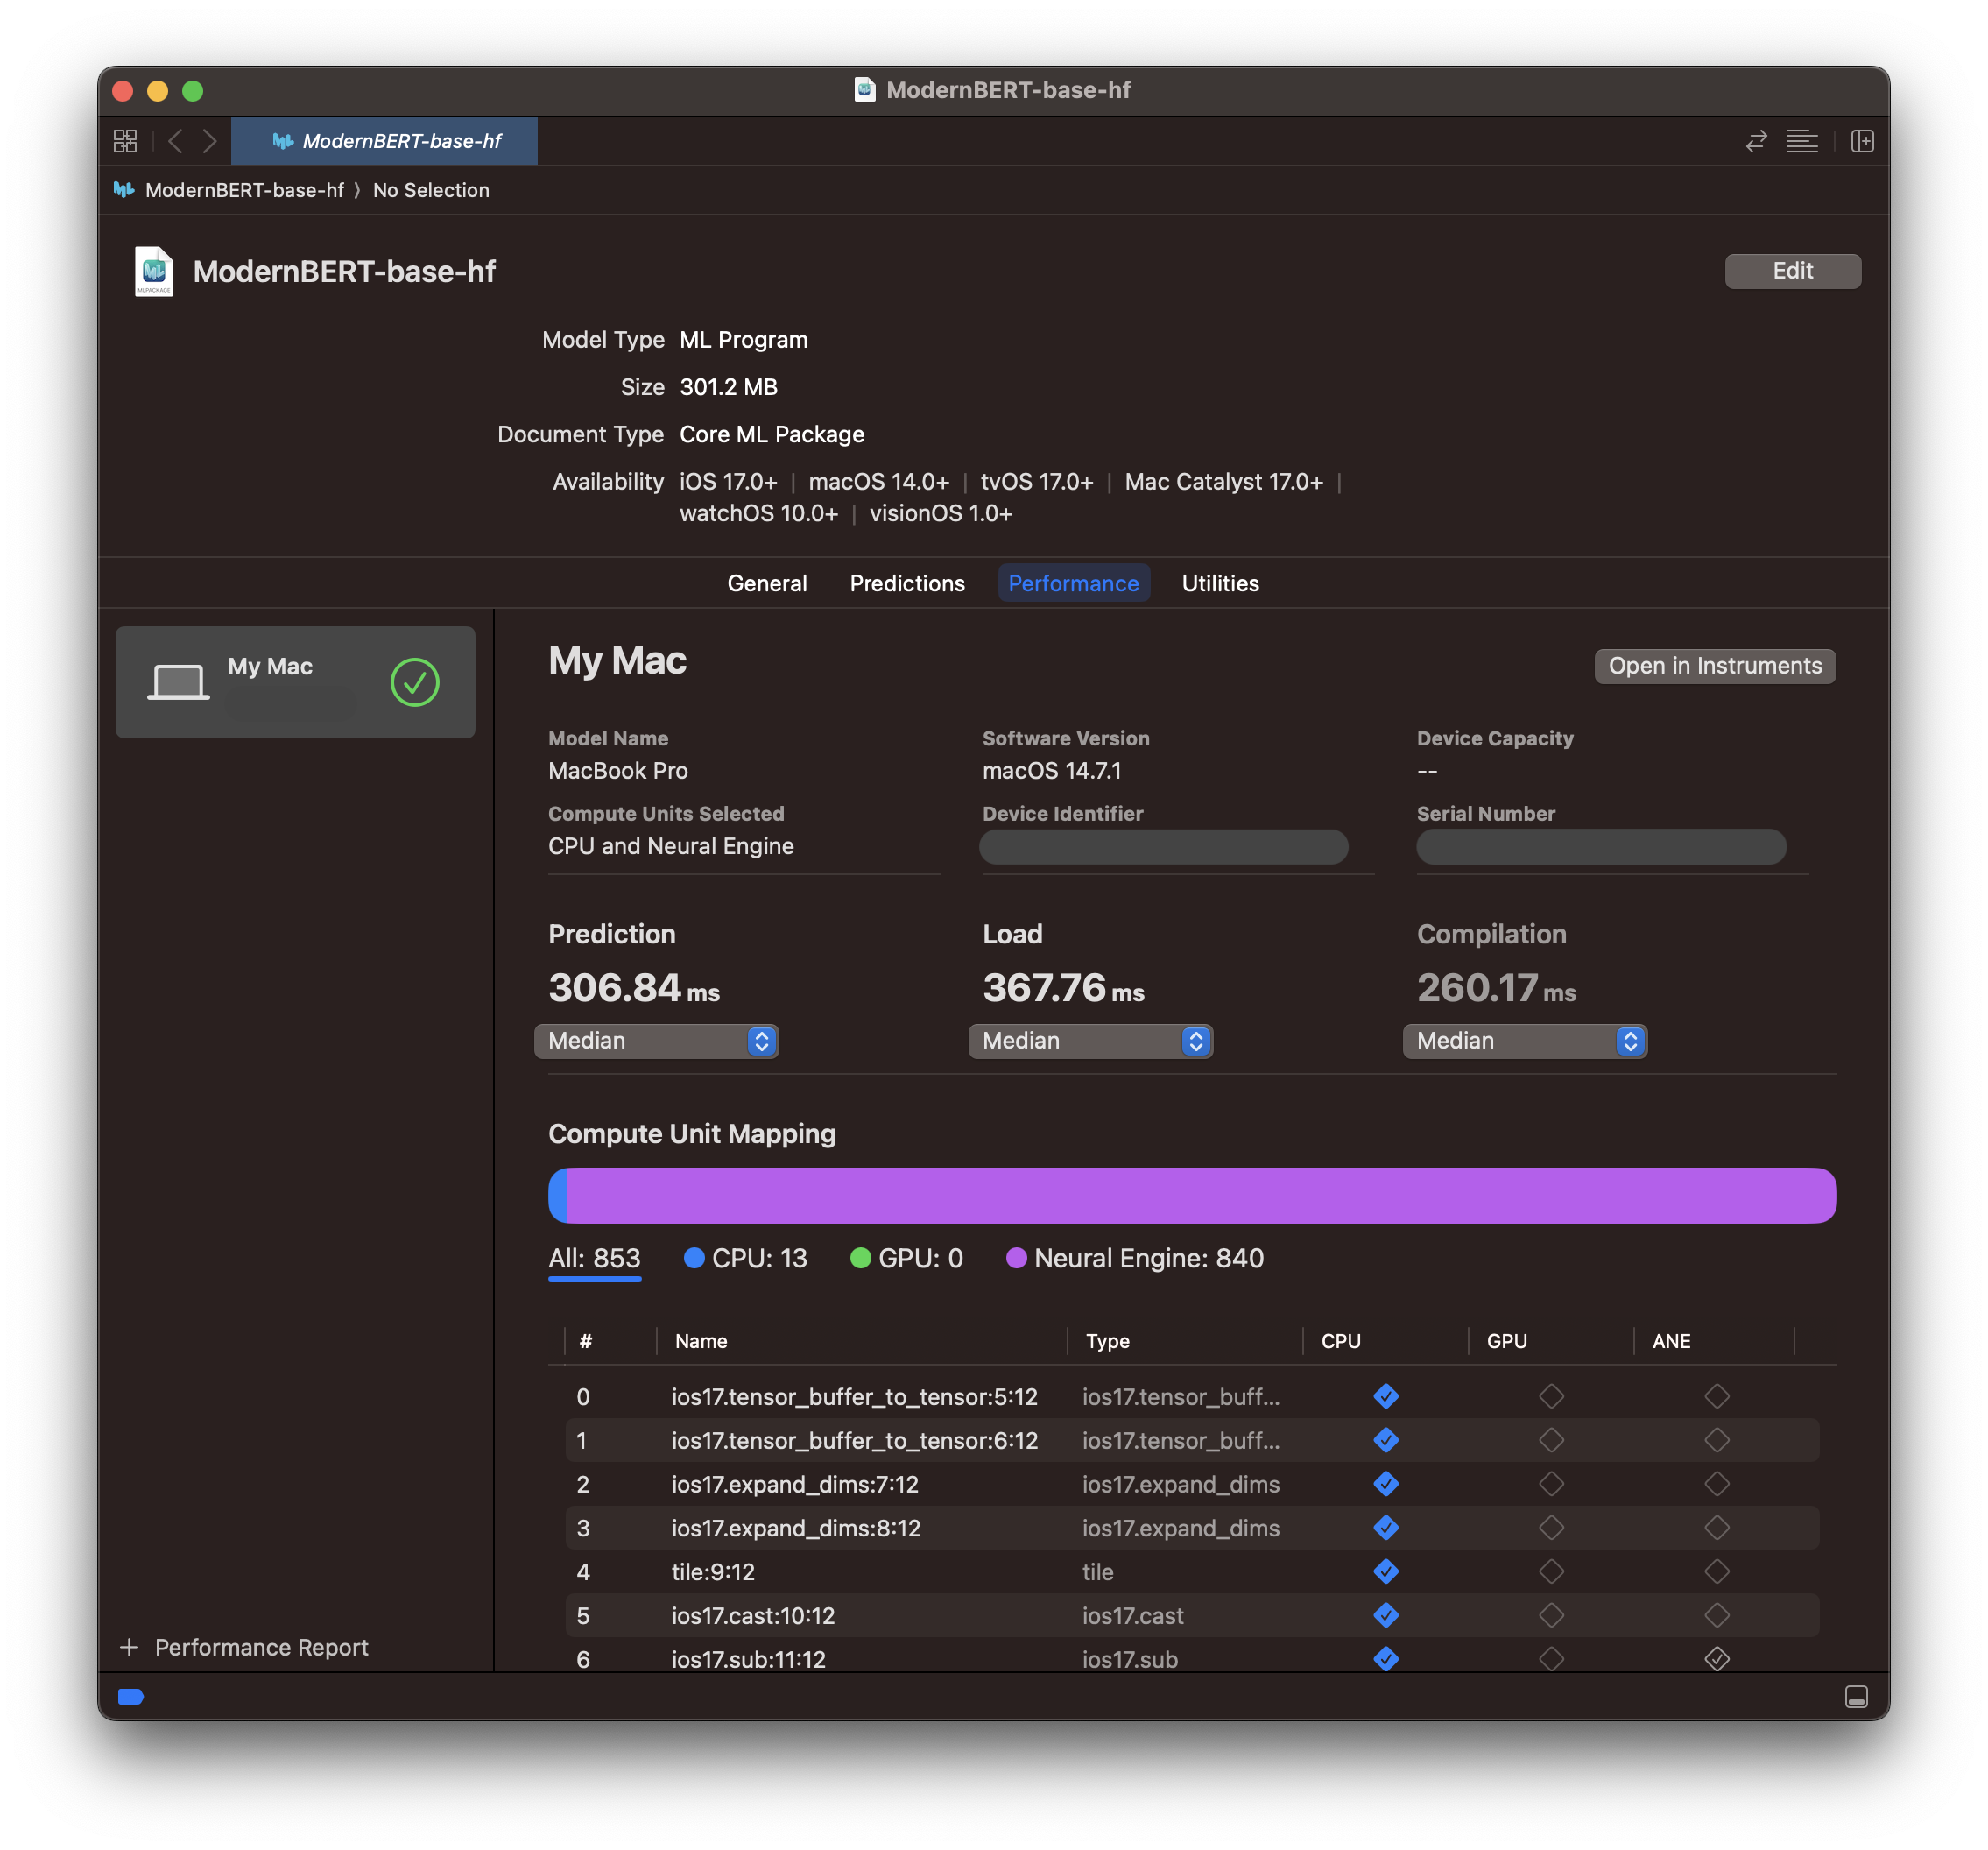 ModernBERT-base-hf
ModernBERT-base-hf
ModernBERT-base-hf ⟩ No Selection
MLPACKAGE
ModernBERT-base-hf
Edit
Model Type ML Program
Size 301.2 MB
Document Type Core ML Package
Availability iOS 17.0+ | macOS 14.0+ | tvOS 17.0+ | Mac Catalyst 17.0+ |
watchOS 10.0+ | visionOS 1.0+
General Predictions Performance Utilities
My Mac
My Mac
Open in Instruments
Model Name Software Version Device Capacity
MacBook Pro macOS 14.7.1 --
Compute Units Selected Device Identifier Serial Number
CPU and Neural Engine
Prediction Load Compilation
306.84 ms 367.76 ms 260.17 ms
Median Median Median
Compute Unit Mapping
All: 853 CPU: 13 GPU: 0 Neural Engine: 840
# Name Type CPU GPU ANE
0 ios17.tensor_buffer_to_tensor:5:12 ios17.tensor_buff...
1 ios17.tensor_buffer_to_tensor:6:12 ios17.tensor_buff...
2 ios17.expand_dims:7:12 ios17.expand_dims
3 ios17.expand_dims:8:12 ios17.expand_dims
4 tile:9:12 tile
5 ios17.cast:10:12 ios17.cast
6 ios17.sub:11:12 ios17.sub
+ Performance Report